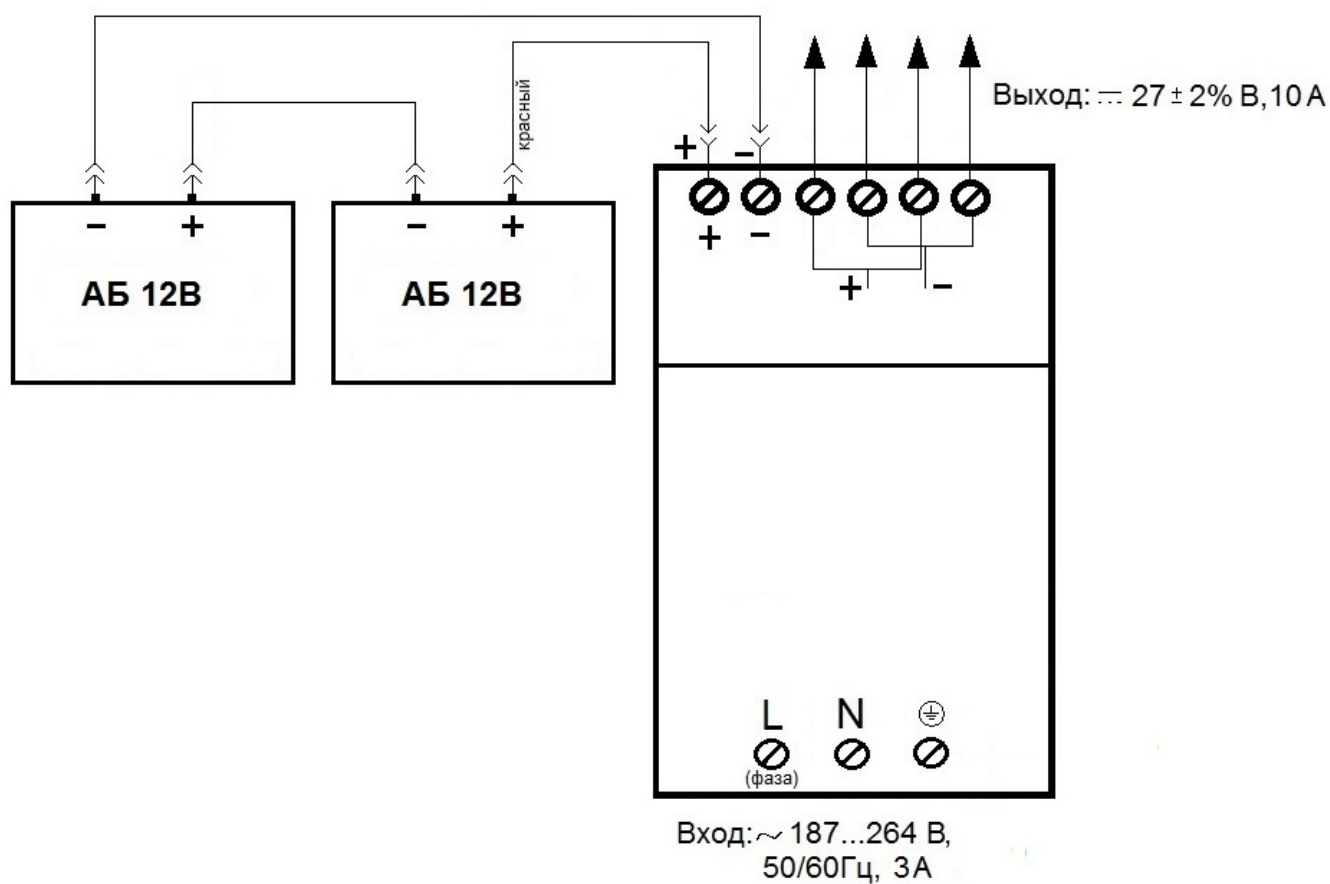 красный
Выход: ⎓ 27 ± 2% В, 10 А
+ −
− + − + + −
АБ 12В АБ 12В
+ −
L N ⏚
(фаза)
Вход: ~ 187...264 В,
50/60Гц, 3А